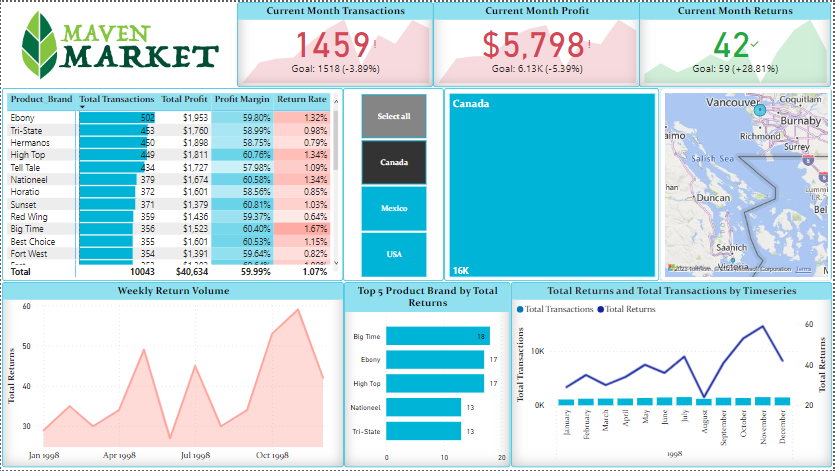 MAVEN
MARKET
Current Month Transactions
1459!
Goal: 1518 (-3.89%)
Current Month Profit
$5,798!
Goal: 6.13K (-5.39%)
Current Month Returns
42✓
Goal: 59 (+28.81%)
Product_Brand Total Transactions Total Profit Profit Margin Return Rate
Ebony 502 $1,953 59.80% 1.32%
Tri-State 453 $1,760 58.99% 0.98%
Hermanos 450 $1,898 58.75% 0.79%
High Top 449 $1,811 60.76% 1.34%
Tell Tale 434 $1,727 57.98% 1.09%
Nationeel 379 $1,674 60.58% 1.34%
Horatio 372 $1,601 58.56% 0.85%
Sunset 371 $1,379 60.81% 1.03%
Red Wing 359 $1,436 59.37% 0.64%
Big Time 356 $1,523 60.40% 1.67%
Best Choice 355 $1,601 60.53% 1.15%
Fort West 354 $1,391 59.64% 0.82%
Total 10043 $40,634 59.99% 1.07%
Select all
Canada
Mexico
USA
Canada
16K
Vancouver
Coquitlam
Burnaby
aimo
Richmond
Surrey
Salish Sea
Duncan
Saanich
Victoria
Terms
Weekly Return Volume
Total Returns
60
50
40
30
Jan 1998 Apr 1998 Jul 1998 Oct 1998
Top 5 Product Brand by Total
Returns
Big Time 18
Ebony 17
High Top 17
Nationeel 13
Tri-State 13
0 10 20
Total Returns and Total Transactions by Timeseries
Total Transactions Total Returns
Total Transactions
10K
0K
60
40
20
Total Returns
January
February
March
April
May
June
July
August
September
October
November
December
1998